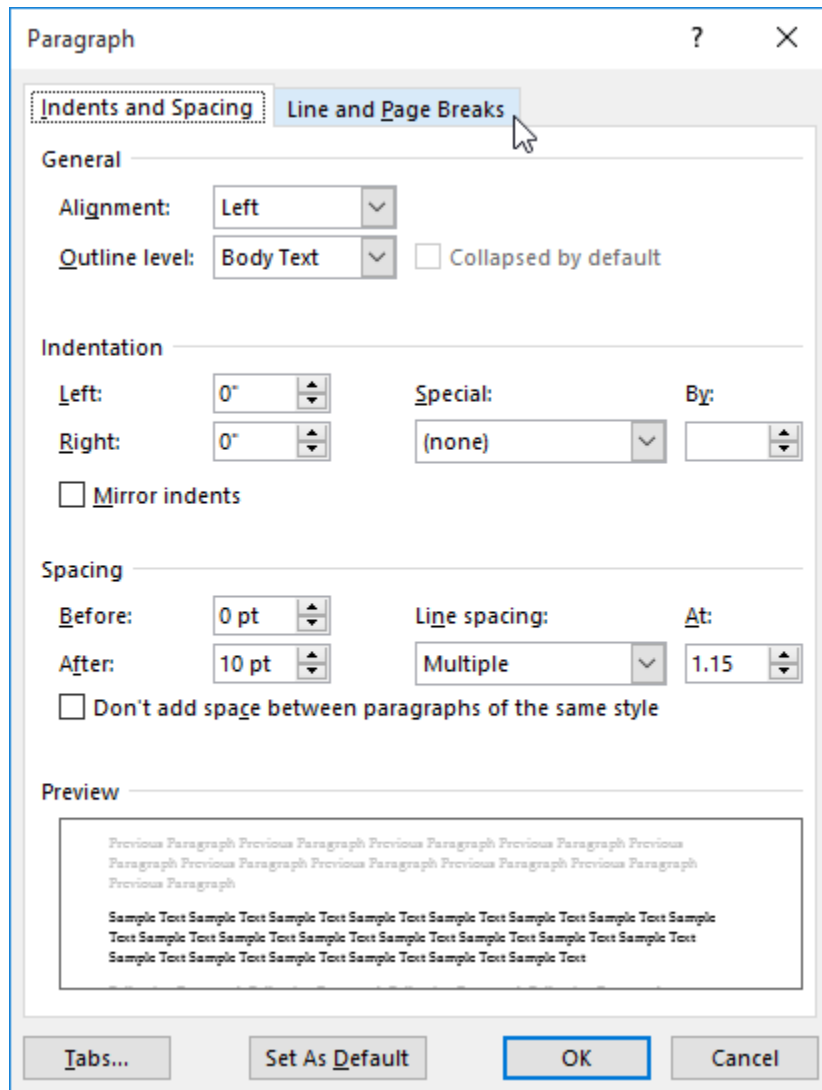 Paragraph ?
Indents and Spacing Line and Page Breaks
General
Alignment: Left
Outline level: Body Text Collapsed by default
Indentation
Left: 0" Special: By:
Right: 0" (none)
Mirror indents
Spacing
Before: 0 pt Line spacing: At:
After: 10 pt Multiple 1.15
Don't add space between paragraphs of the same style
Preview
Previous Paragraph Previous Paragraph Previous Paragraph Previous Paragraph Previous
Paragraph Previous Paragraph Previous Paragraph Previous Paragraph Previous Paragraph
Previous Paragraph
Sample Text Sample Text Sample Text Sample Text Sample Text Sample Text Sample Text Sample
Text Sample Text Sample Text Sample Text Sample Text Sample Text Sample Text Sample Text
Sample Text Sample Text Sample Text Sample Text Sample Text Sample Text
Tabs... Set As Default OK Cancel